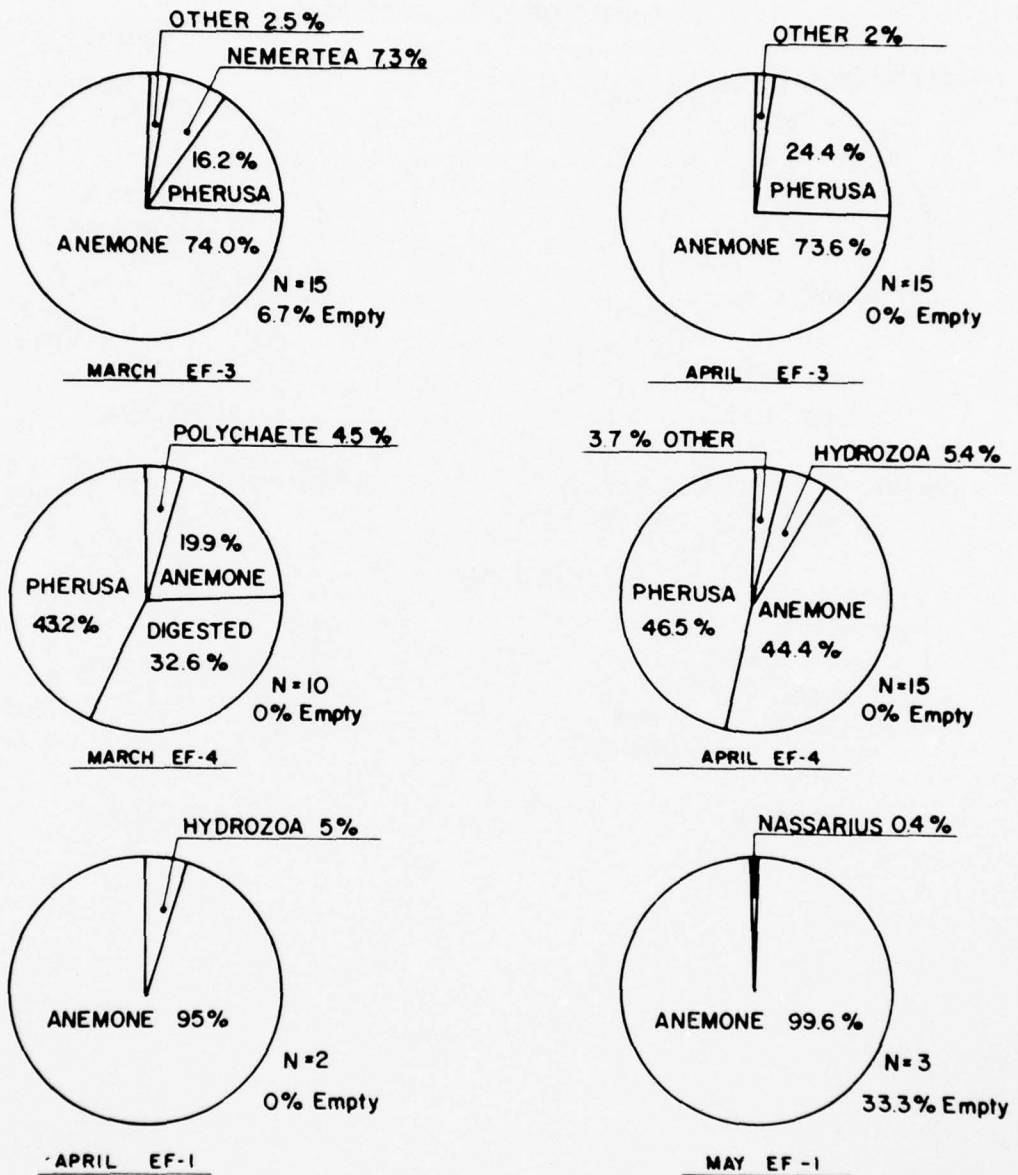 OTHER 2.5%
NEMERTEA 7.3%
16.2%
PHERUSA
ANEMONE 74.0%
N=15
6.7% Empty
MARCH EF-3
OTHER 2%
24.4%
PHERUSA
ANEMONE 73.6%
N=15
0% Empty
APRIL EF-3
POLYCHAETE 4.5%
19.9%
ANEMONE
PHERUSA
43.2%
DIGESTED
32.6%
N=10
0% Empty
MARCH EF-4
3.7% OTHER
HYDROZOA 5.4%
PHERUSA
46.5%
ANEMONE
44.4%
N=15
0% Empty
APRIL EF-4
HYDROZOA 5%
ANEMONE 95%
N=2
0% Empty
APRIL EF-1
NASSARIUS 0.4%
ANEMONE 99.6%
N=3
33.3% Empty
MAY EF-1